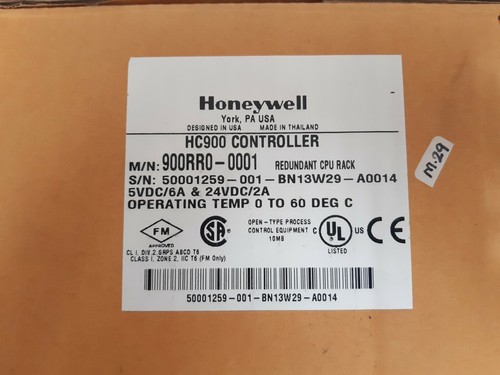 Honeywell
York, PA USA
DESIGNED IN USA MADE IN THAILAND
HC900 CONTROLLER
M/N: 900RR0-0001 REDUNDANT CPU RACK
S/N: 50001259-001-BN13W29-A0014
5VDC/6A & 24VDC/2A
OPERATING TEMP 0 TO 60 DEG C
FM
APPROVED
CL I, DIV 2 GRPS ABCD T6
CLASS I, ZONE 2, IIC T6 (FM Only)
SA
OPEN-TYPE PROCESS
CONTROL EQUIPMENT
10MB
C UL US
LISTED
CE
50001259-001-BN13W29-A0014
M.29